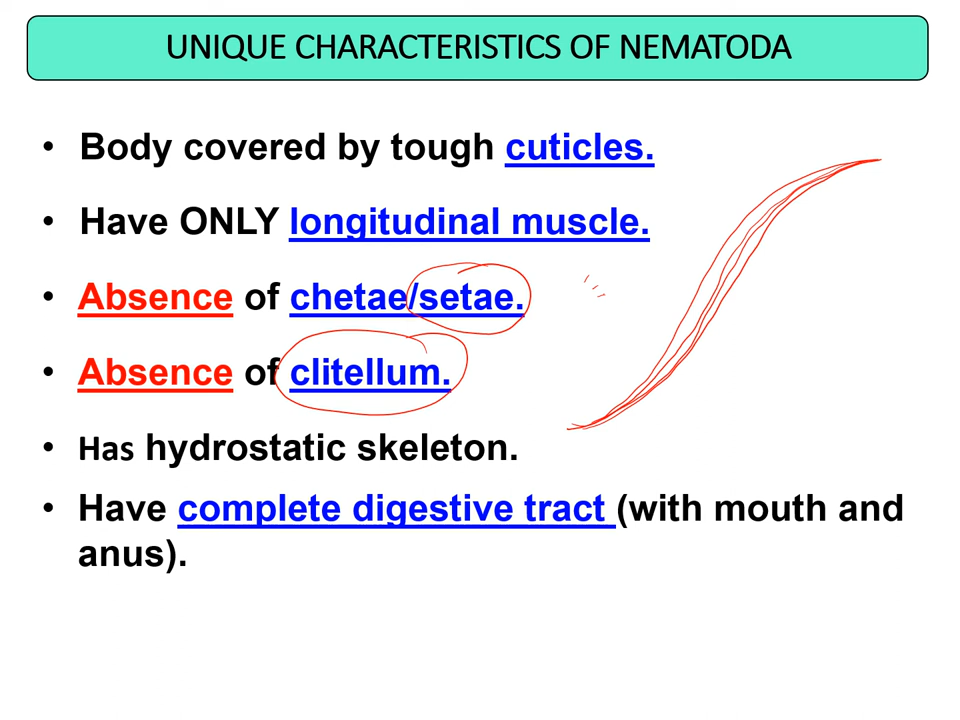 UNIQUE CHARACTERISTICS OF NEMATODA
• Body covered by tough cuticles.
• Have ONLY longitudinal muscle.
• Absence of chetae/setae.
• Absence of clitellum.
• Has hydrostatic skeleton.
• Have complete digestive tract (with mouth and
anus).